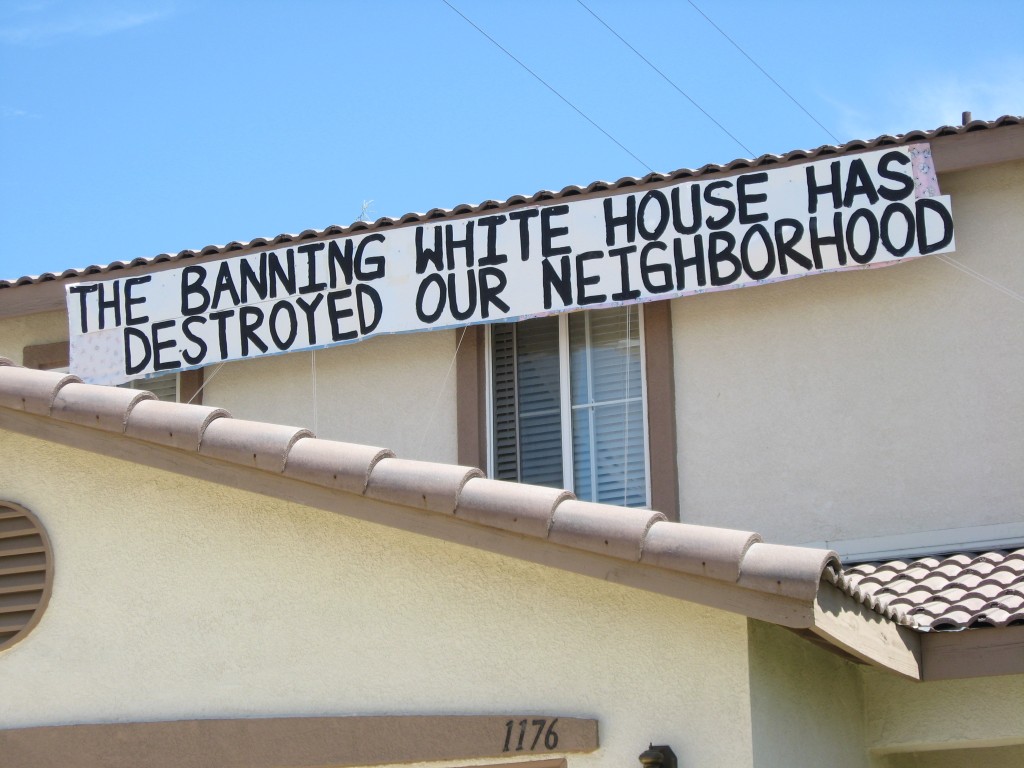 THE BANNING WHITE HOUSE HAS
DESTROYED OUR NEIGHBORHOOD
1176